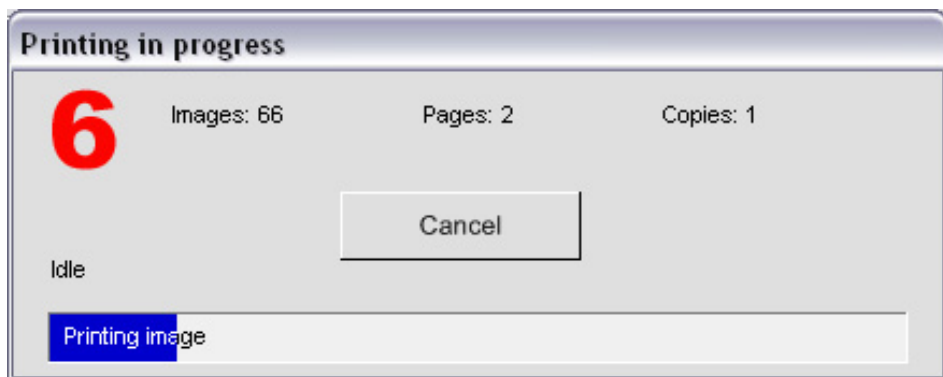 Printing in progress
6 Images: 66 Pages: 2 Copies: 1
Cancel
Idle
Printing image